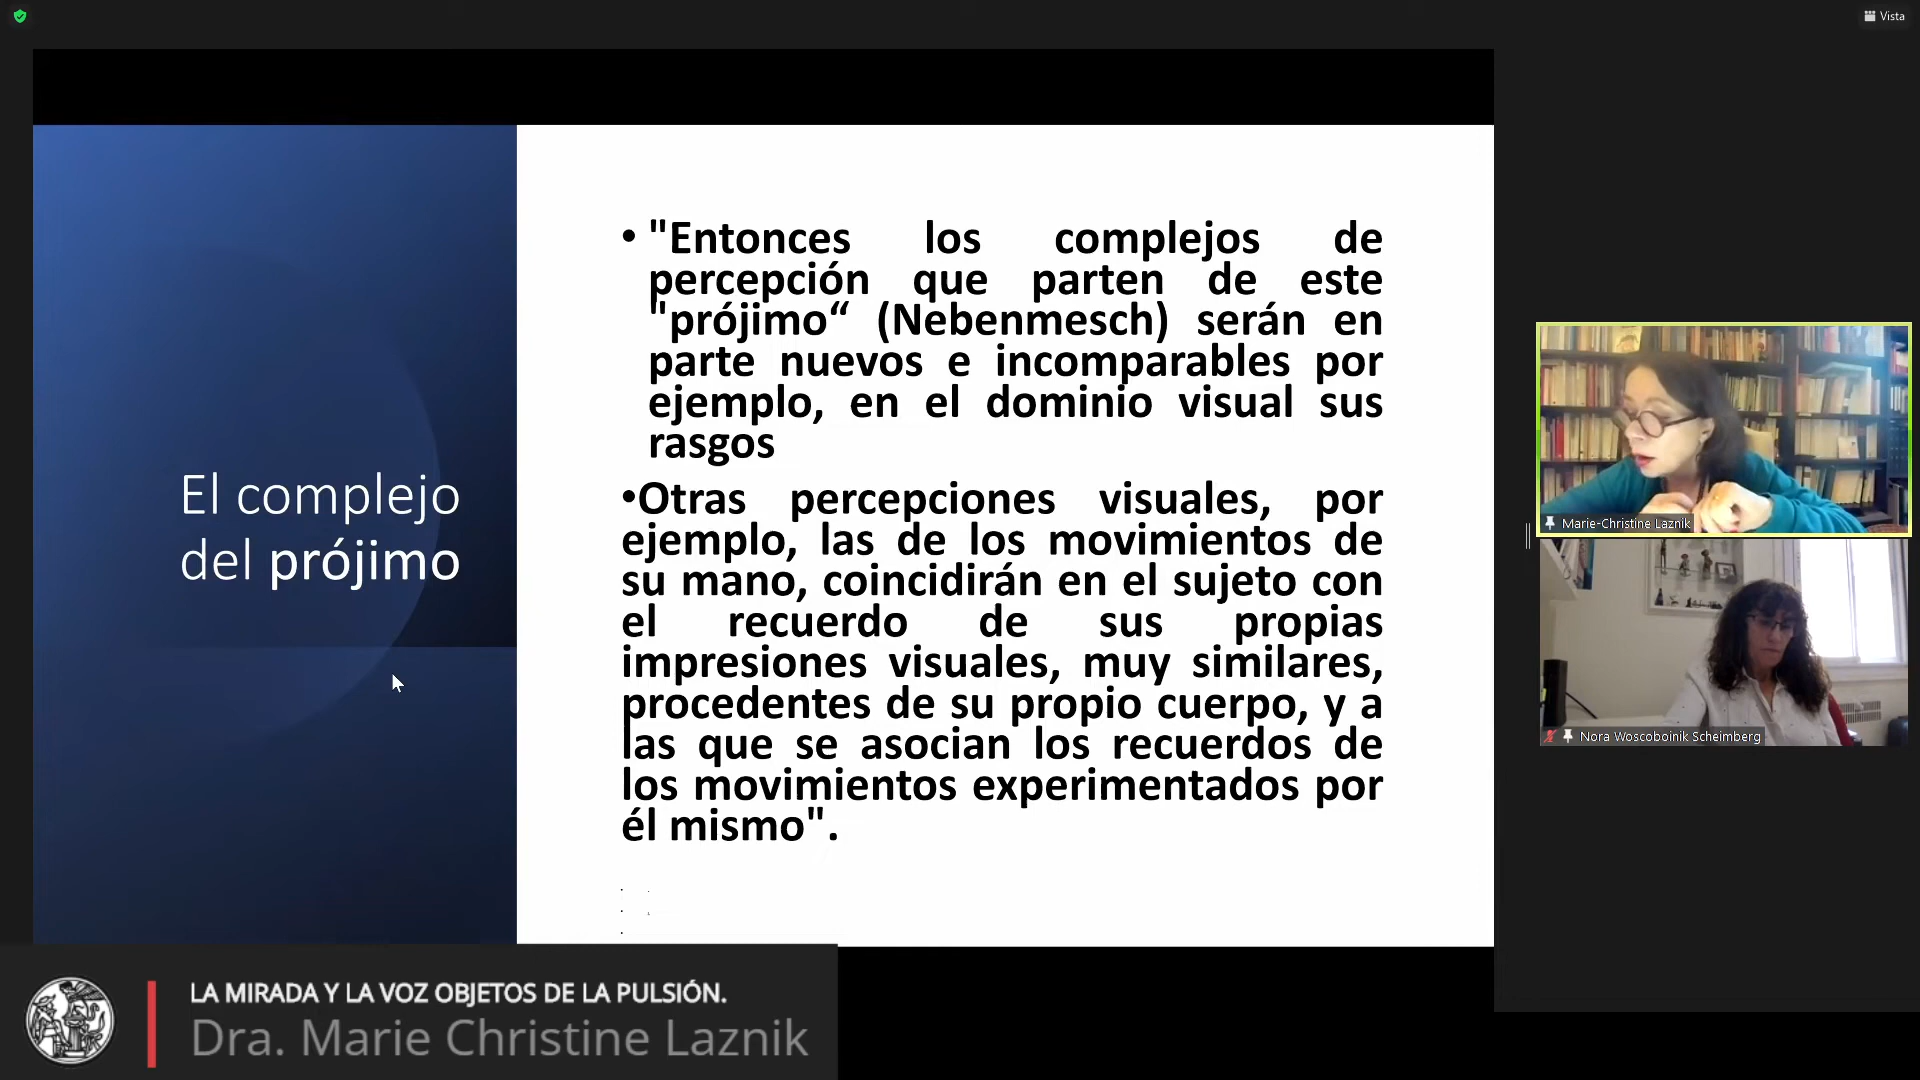 Vista
El complejo
del prójimo
• "Entonces los complejos de
percepción que parten de este
"prójimo“ (Nebenmesch) serán en
parte nuevos e incomparables por
ejemplo, en el dominio visual sus
rasgos
•Otras percepciones visuales, por
ejemplo, las de los movimientos de
su mano, coincidirán en el sujeto con
el recuerdo de sus propias
impresiones visuales, muy similares,
procedentes de su propio cuerpo, y a
las que se asocian los recuerdos de
los movimientos experimentados por
él mismo".
Marie-Christine Laznik
Nora Woscoboinik Scheimberg
LA MIRADA Y LA VOZ OBJETOS DE LA PULSIÓN.
Dra. Marie Christine Laznik